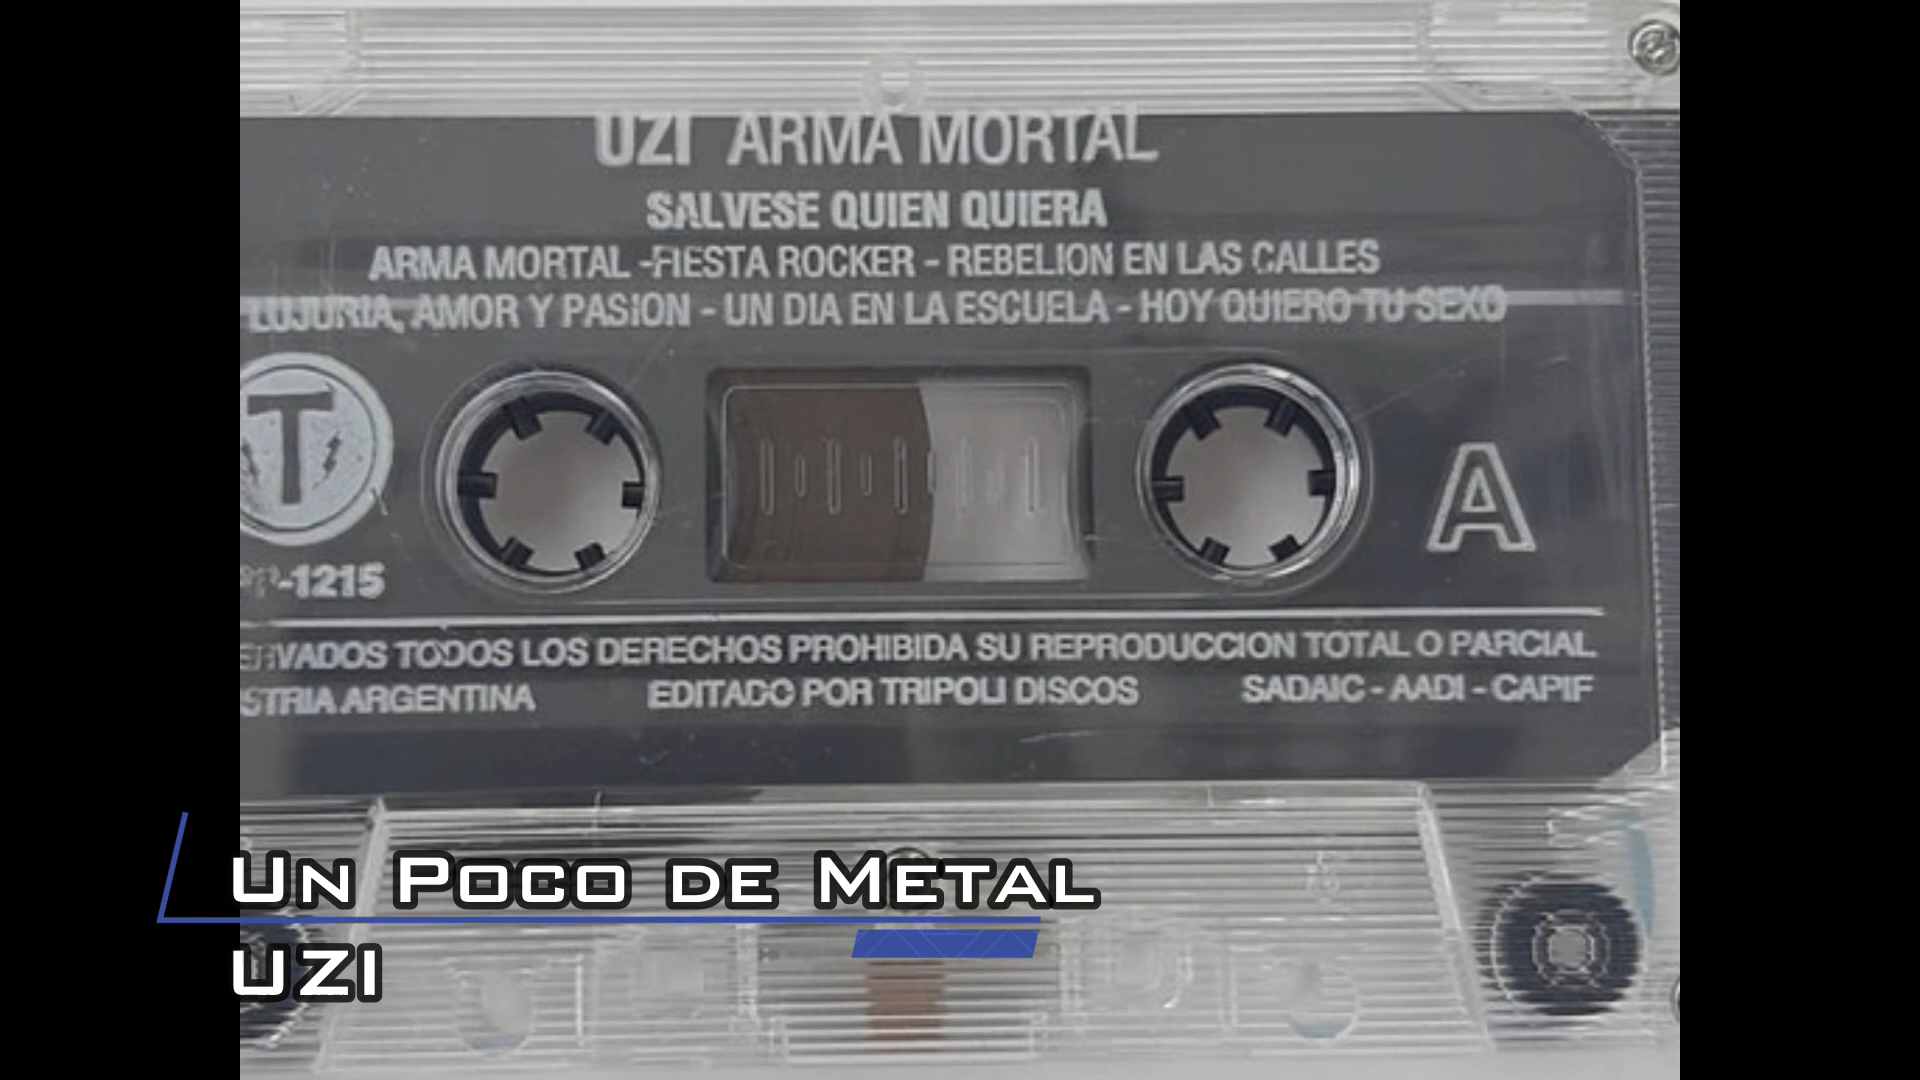 UZI ARMA MORTAL
SALVESE QUIEN QUIERA
ARMA MORTAL -FIESTA ROCKER - REBELION EN LAS CALLES
LUJURIA, AMOR Y PASION - UN DIA EN LA ESCUELA - HOY QUIERO TU SEXO
T
A
-1215
TODOS LOS DERECHOS PROHIBIDA SU REPRODUCCION TOTAL O PARCIAL
ARGENTINA EDITADO POR TRIPOLI DISCOS SADAIC - AADI - CAPIF
Un Poco de Metal
UZI